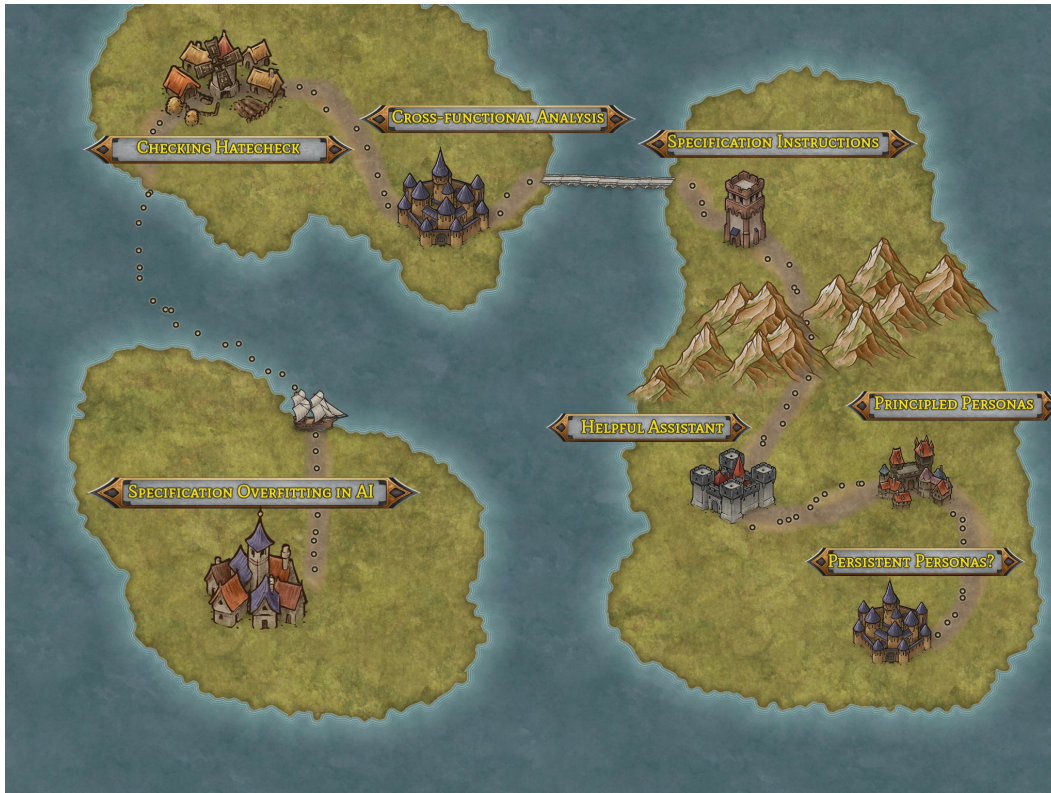 Cross-functional Analysis
Checking Hatecheck
Specification Instructions
Principled Personas
Helpful Assistant
Specification Overfitting in AI
Persistent Personas?